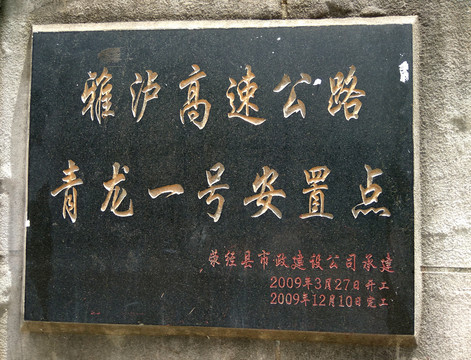 雅泸高速公路
青龙一号安置点
荥经县市政建设公司承建
2009年3月27日开工
2009年12月10日完工